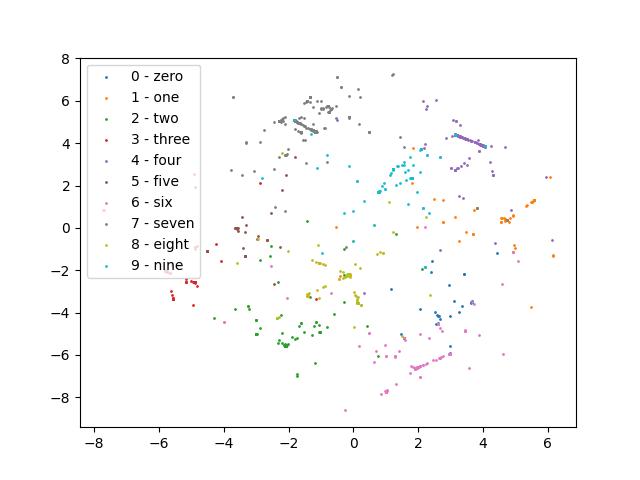 8
6
4
2
0
−2
−4
−6
−8
0 - zero
1 - one
2 - two
3 - three
4 - four
5 - five
6 - six
7 - seven
8 - eight
9 - nine
−8 −6 −4 −2 0 2 4 6